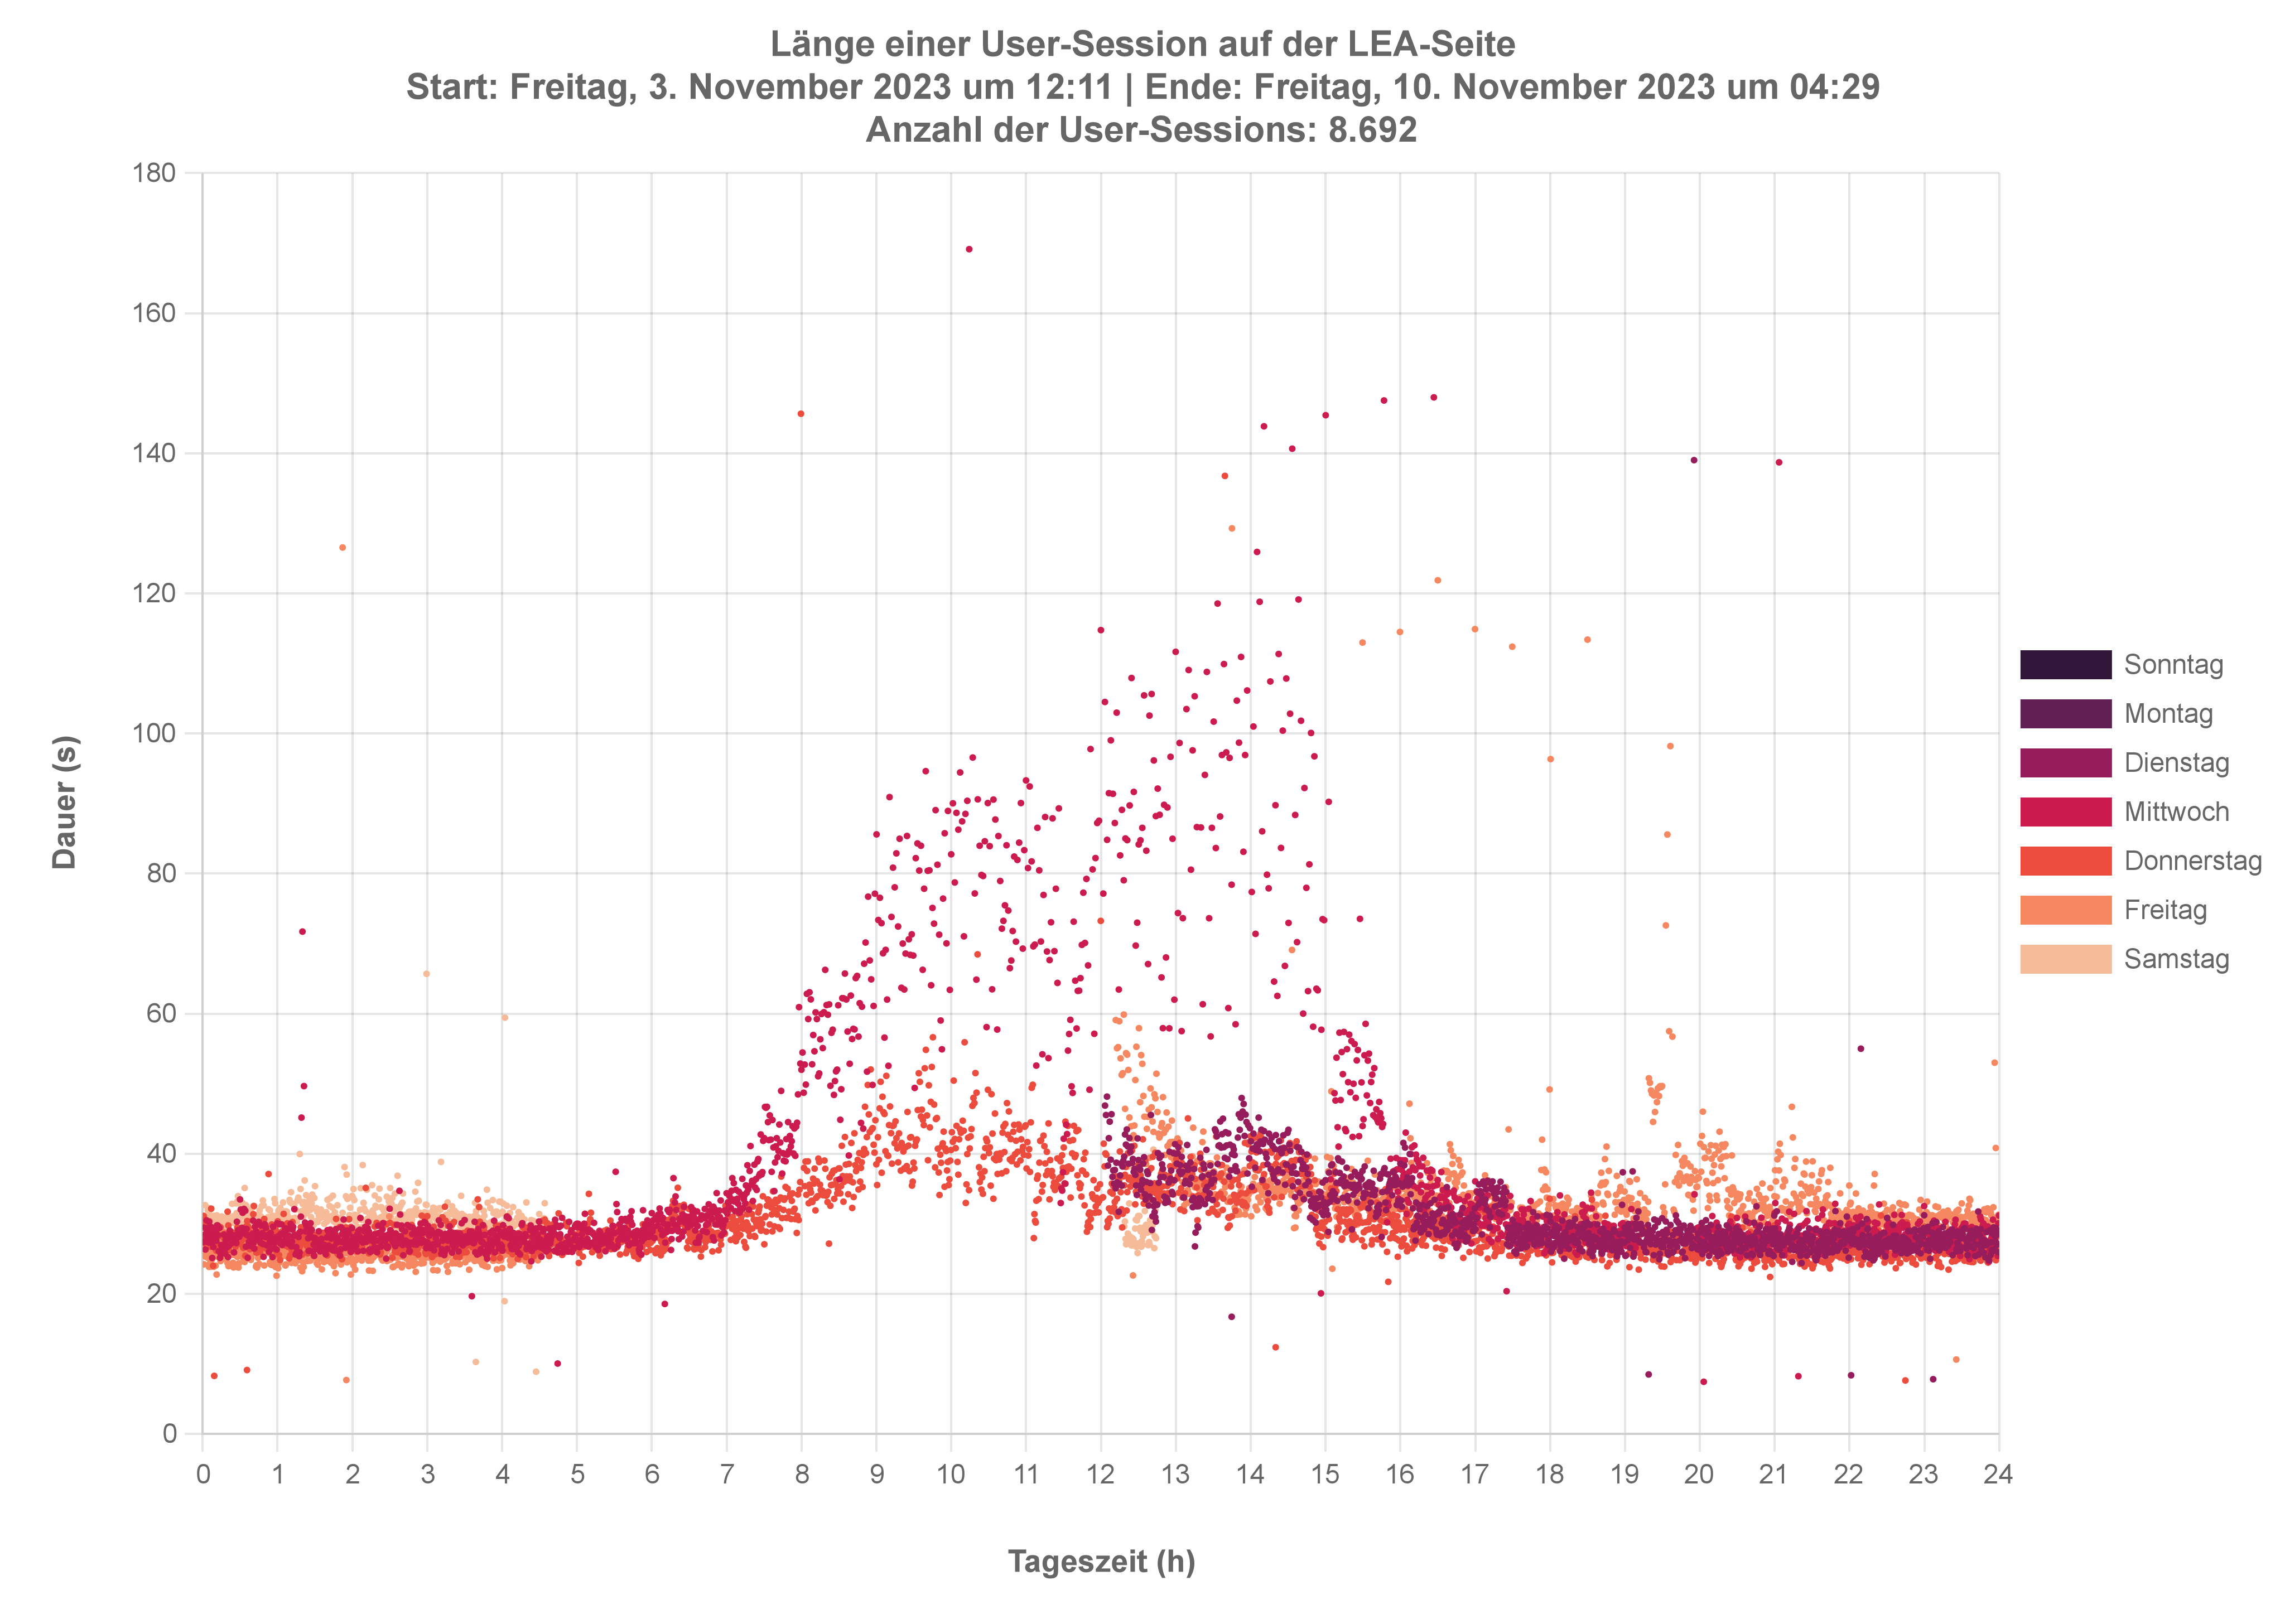 Länge einer User-Session auf der LEA-Seite
Start: Freitag, 3. November 2023 um 12:11 | Ende: Freitag, 10. November 2023 um 04:29
Anzahl der User-Sessions: 8.692
180
160
140
120
100
80
60
40
20
0
Dauer (s)
0 1 2 3 4 5 6 7 8 9 10 11 12 13 14 15 16 17 18 19 20 21 22 23 24
Tageszeit (h)
Sonntag
Montag
Dienstag
Mittwoch
Donnerstag
Freitag
Samstag